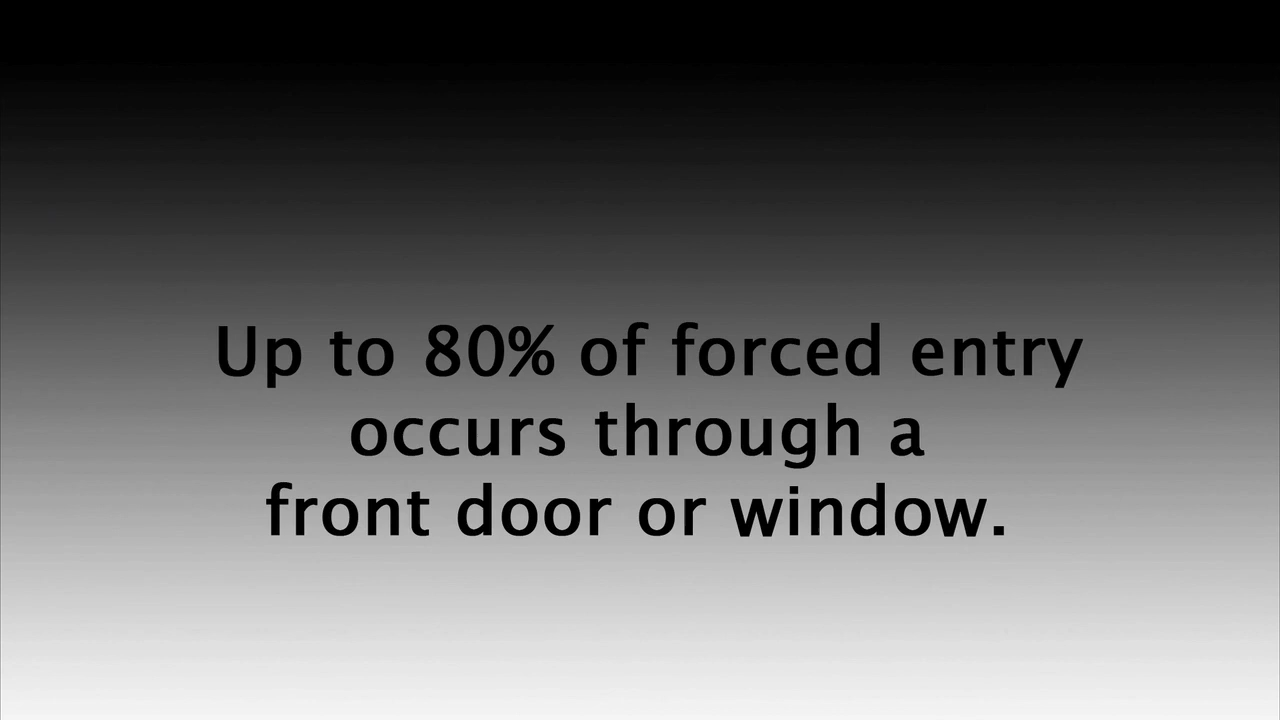 Up to 80% of forced entry
occurs through a
front door or window.